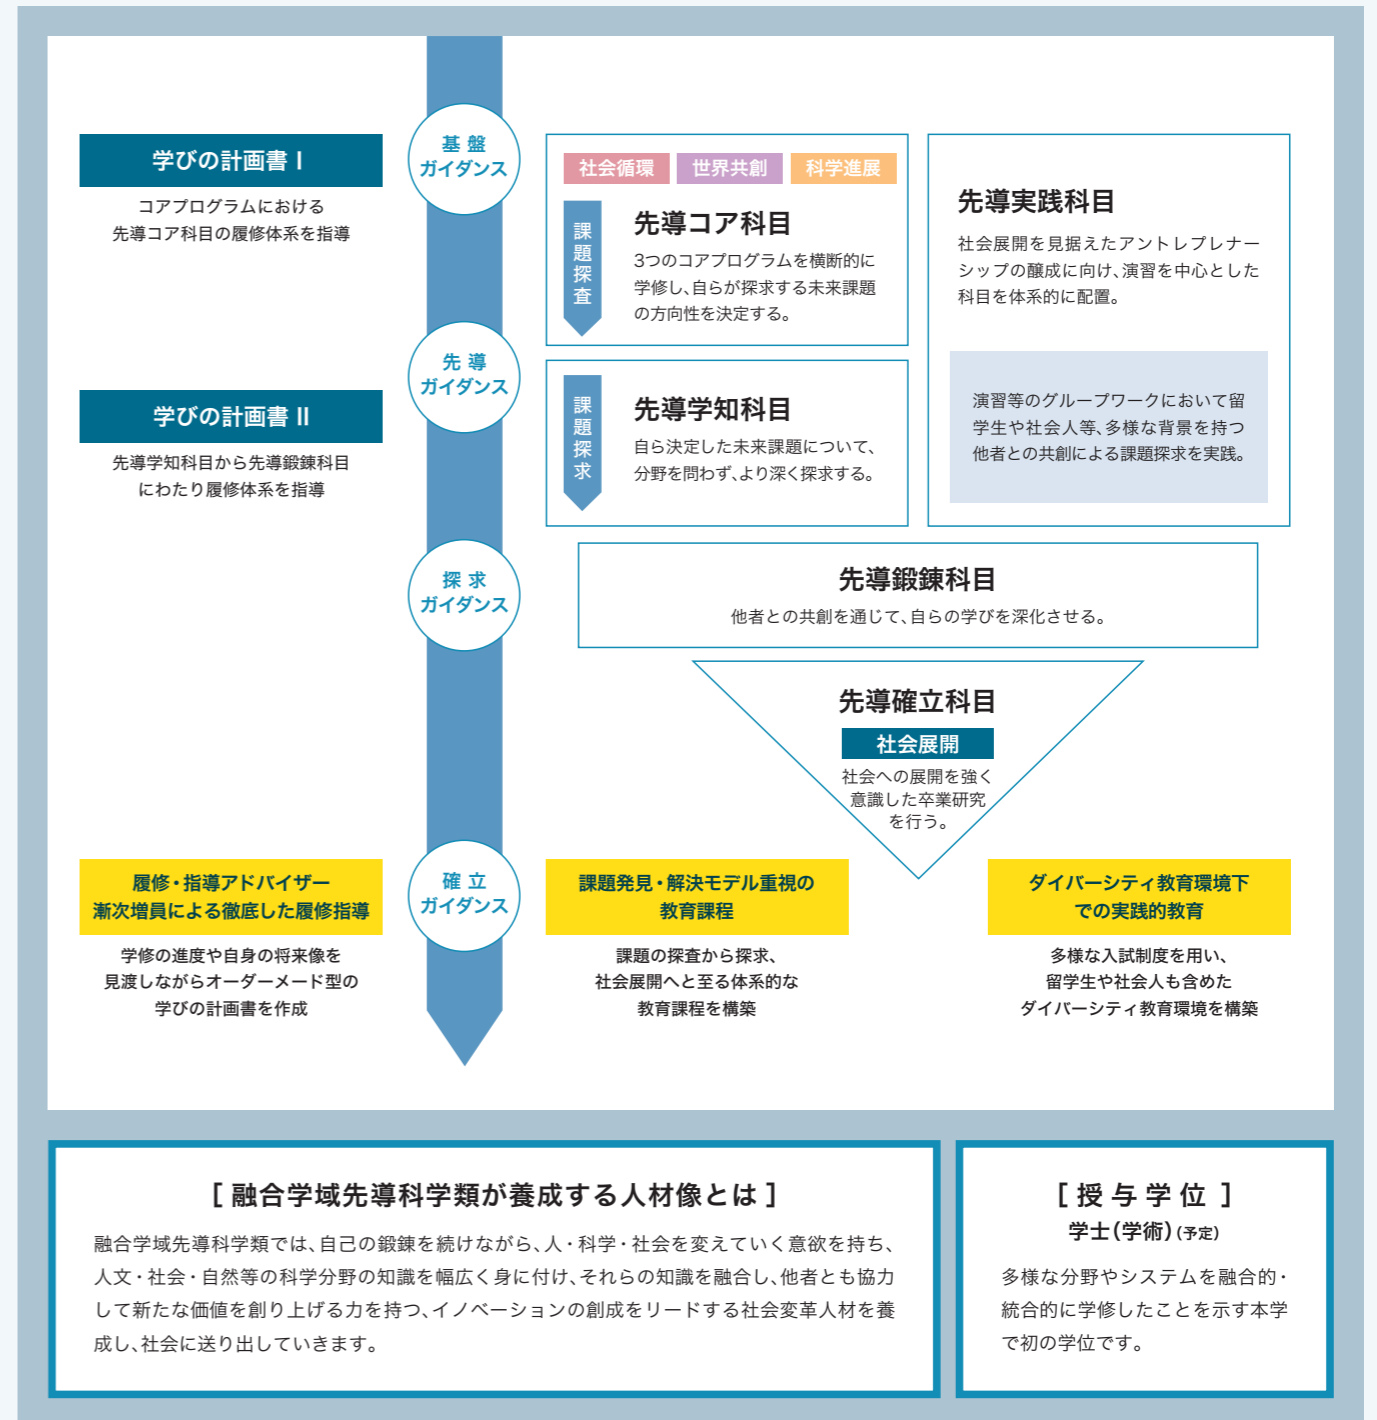 学びの計画書 I
コアプログラムにおける
先導コア科目の履修体系を指導
基 盤
ガイダンス
社会循環
世界共創
科学進展
課題探査
先導コア科目
3つのコアプログラムを横断的に
学修し、自らが探求する未来課題
の方向性を決定する。
先導実践科目
社会展開を見据えたアントレプレナー
シップの醸成に向け、演習を中心とした
科目を体系的に配置。
演習等のグループワークにおいて留
学生や社会人等、多様な背景を持つ
他者との共創による課題探求を実践。
先 導
ガイダンス
学びの計画書 II
先導学知科目から先導鍛錬科目
にわたり履修体系を指導
課題探求
先導学知科目
自ら決定した未来課題について、
分野を問わず、より深く探求する。
探 求
ガイダンス
先導鍛錬科目
他者との共創を通じて、自らの学びを深化させる。
先導確立科目
社会展開
社会への展開を強く
意識した卒業研究
を行う。
確 立
ガイダンス
履修・指導アドバイザー
漸次増員による徹底した履修指導
学修の進度や自身の将来像を
見渡しながらオーダーメード型の
学びの計画書を作成
課題発見・解決モデル重視の
教育課程
課題の探査から探求、
社会展開へと至る体系的な
教育課程を構築
ダイバーシティ教育環境下
での実践的教育
多様な入試制度を用い、
留学生や社会人も含めた
ダイバーシティ教育環境を構築
[ 融合学域先導科学類が養成する人材像とは ]
融合学域先導科学類では、自己の鍛錬を続けながら、人・科学・社会を変えていく意欲を持ち、
人文・社会・自然等の科学分野の知識を幅広く身に付け、それらの知識を融合し、他者とも協力
して新たな価値を創り上げる力を持つ、イノベーションの創成をリードする社会変革人材を養
成し、社会に送り出していきます。
[ 授 与 学 位 ]
学士(学術)(予定)
多様な分野やシステムを融合的・
統合的に学修したことを示す本学
で初の学位です。